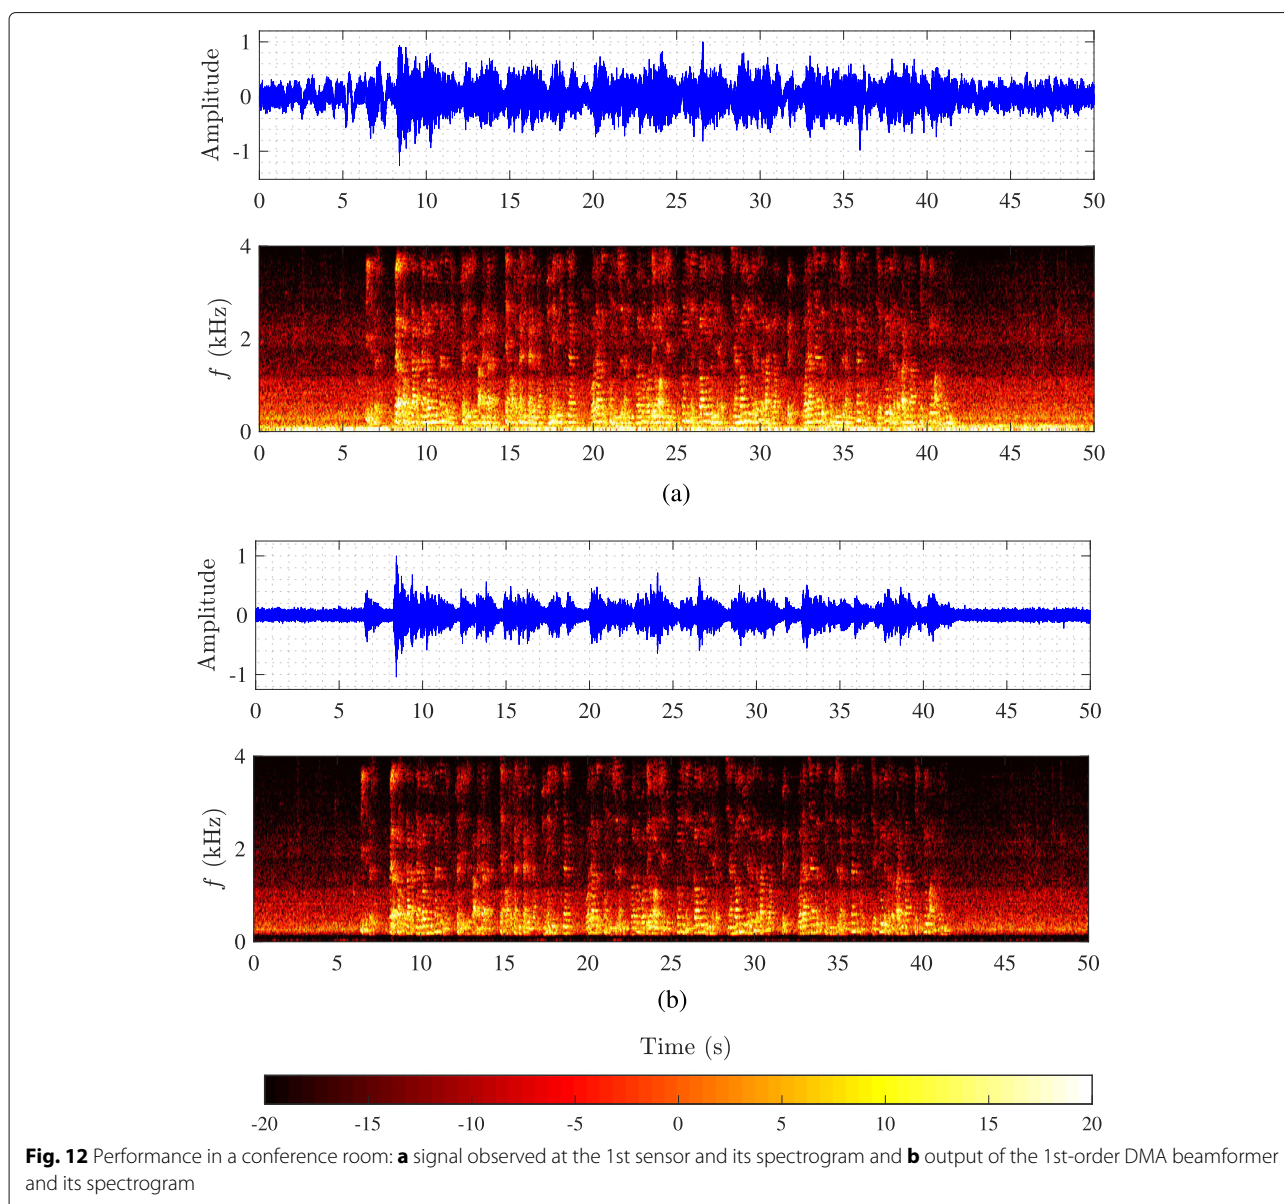 Amplitude
1
0
-1
0 5 10 15 20 25 30 35 40 45 50
f (kHz)
4
2
0
0 5 10 15 20 25 30 35 40 45 50
(a)
Amplitude
1
0
-1
0 5 10 15 20 25 30 35 40 45 50
f (kHz)
4
2
0
0 5 10 15 20 25 30 35 40 45 50
(b)
Time (s)
-20 -15 -10 -5 0 5 10 15 20
Fig. 12 Performance in a conference room: a signal observed at the 1st sensor and its spectrogram and b output of the 1st-order DMA beamformer
and its spectrogram